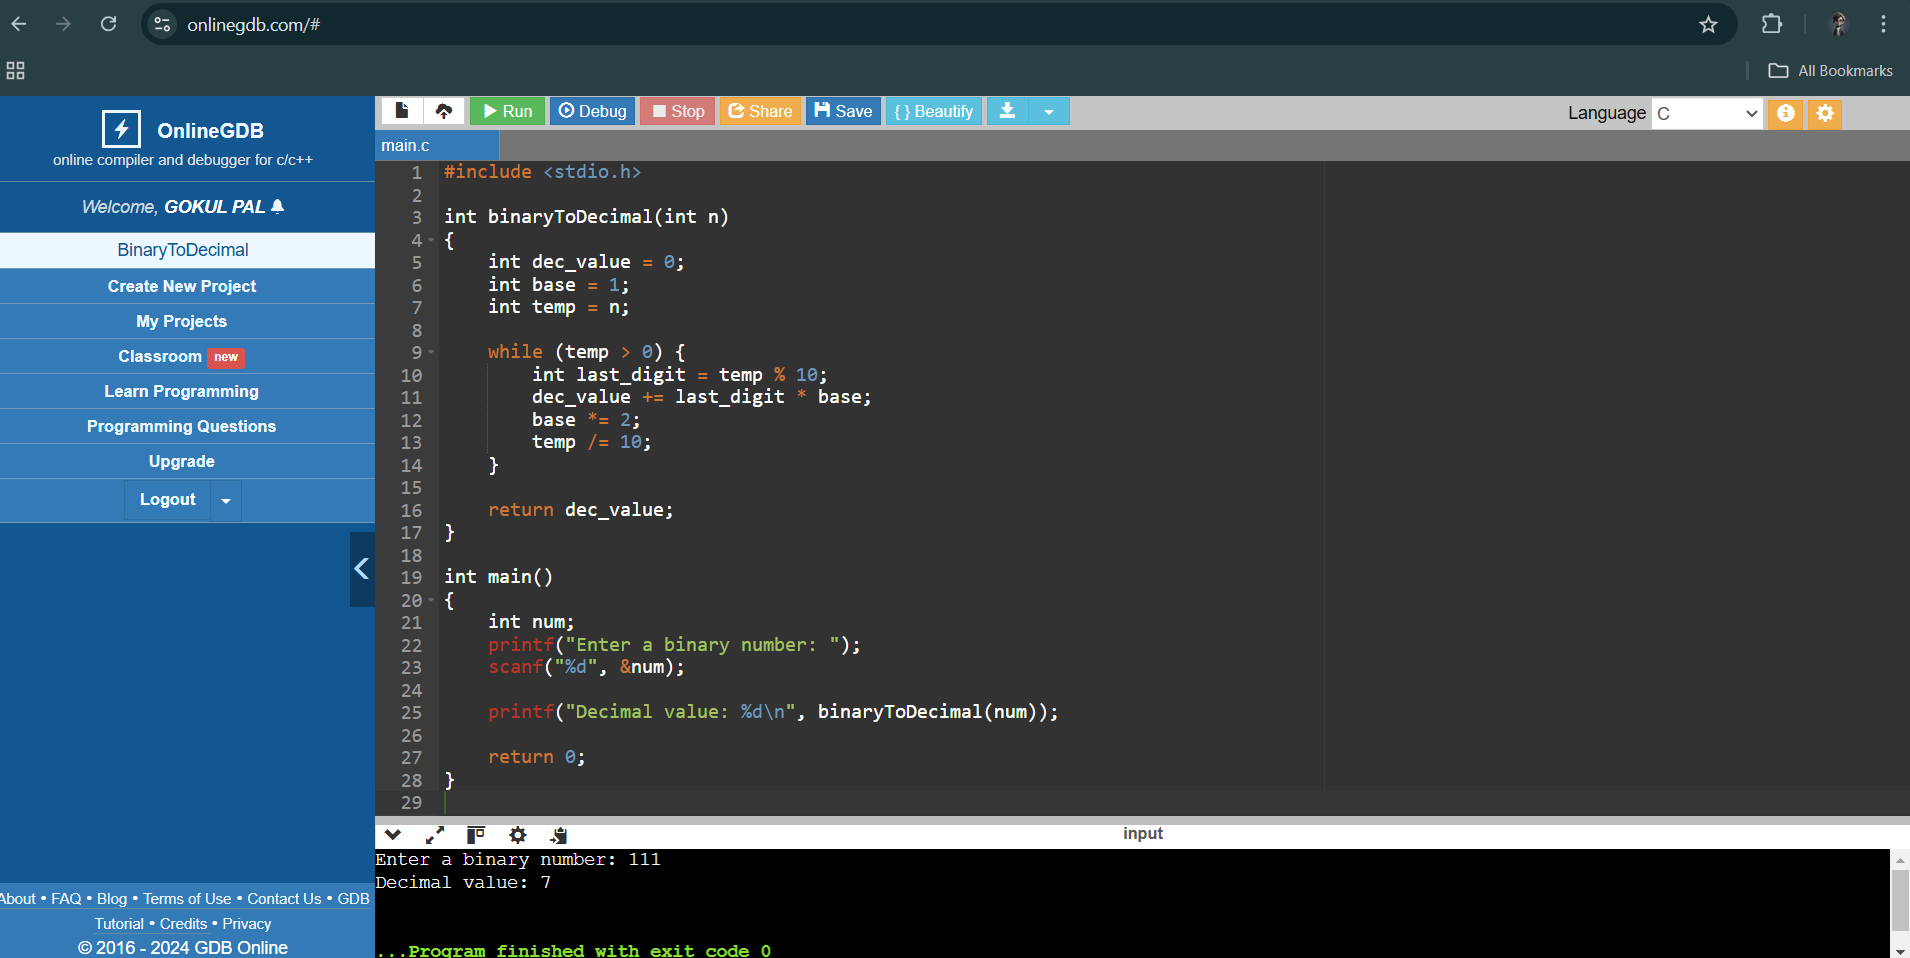 onlinegdb.com/#
All Bookmarks
OnlineGDB
online compiler and debugger for c/c++
Welcome, GOKUL PAL
BinaryToDecimal
Create New Project
My Projects
Classroom new
Learn Programming
Programming Questions
Upgrade
Logout
About • FAQ • Blog • Terms of Use • Contact Us • GDB
Tutorial • Credits • Privacy
© 2016 - 2024 GDB Online
Run Debug Stop Share Save { } Beautify
Language C
main.c
1 #include <stdio.h>
2
3 int binaryToDecimal(int n)
4 {
5     int dec_value = 0;
6     int base = 1;
7     int temp = n;
8
9     while (temp > 0) {
10         int last_digit = temp % 10;
11         dec_value += last_digit * base;
12         base *= 2;
13         temp /= 10;
14     }
15
16     return dec_value;
17 }
18
19 int main()
20 {
21     int num;
22     printf("Enter a binary number: ");
23     scanf("%d", &num);
24
25     printf("Decimal value: %d\n", binaryToDecimal(num));
26
27     return 0;
28 }
29
input
Enter a binary number: 111
Decimal value: 7
...Program finished with exit code 0